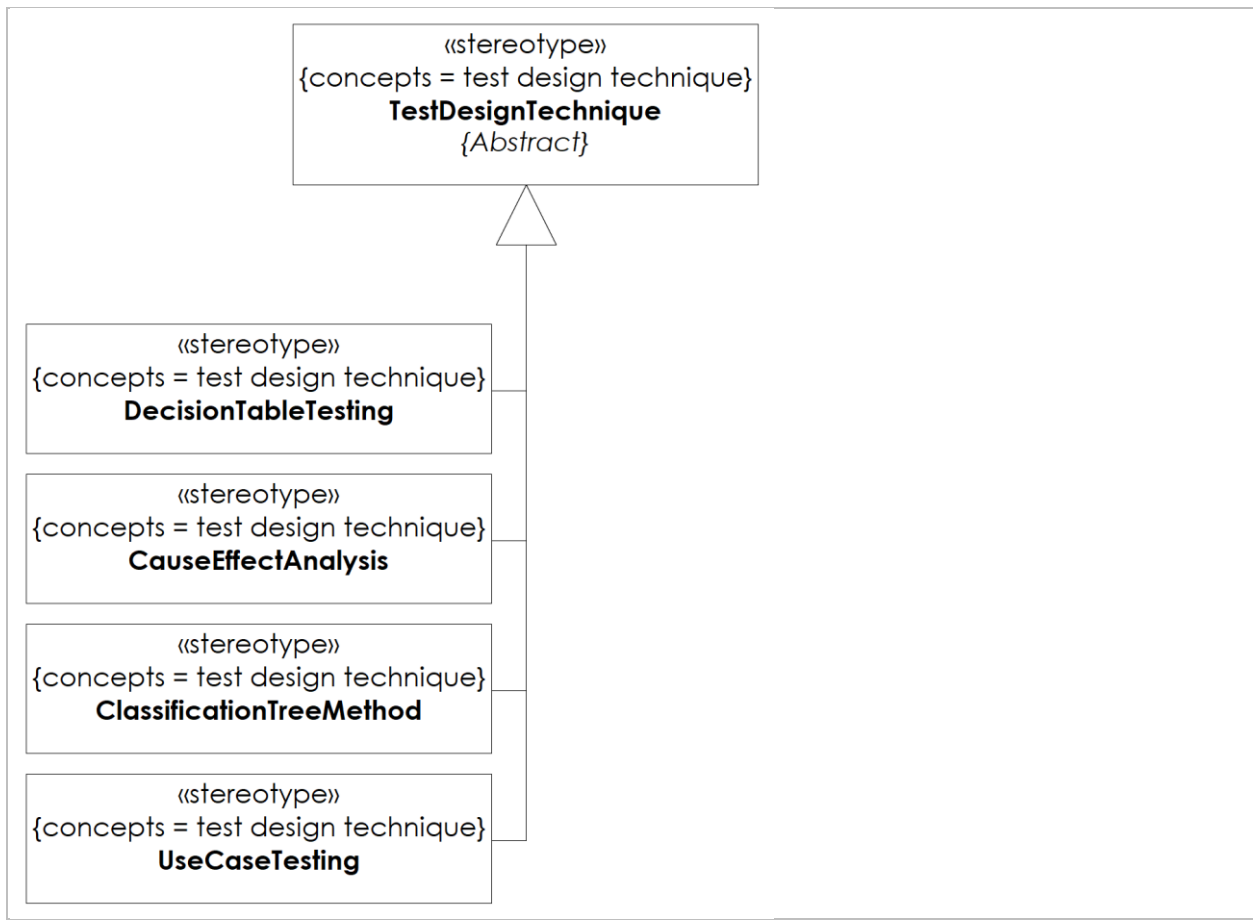 «stereotype»
{concepts = test design technique}
TestDesignTechnique
{Abstract}
«stereotype»
{concepts = test design technique}
DecisionTableTesting
«stereotype»
{concepts = test design technique}
CauseEffectAnalysis
«stereotype»
{concepts = test design technique}
ClassificationTreeMethod
«stereotype»
{concepts = test design technique}
UseCaseTesting